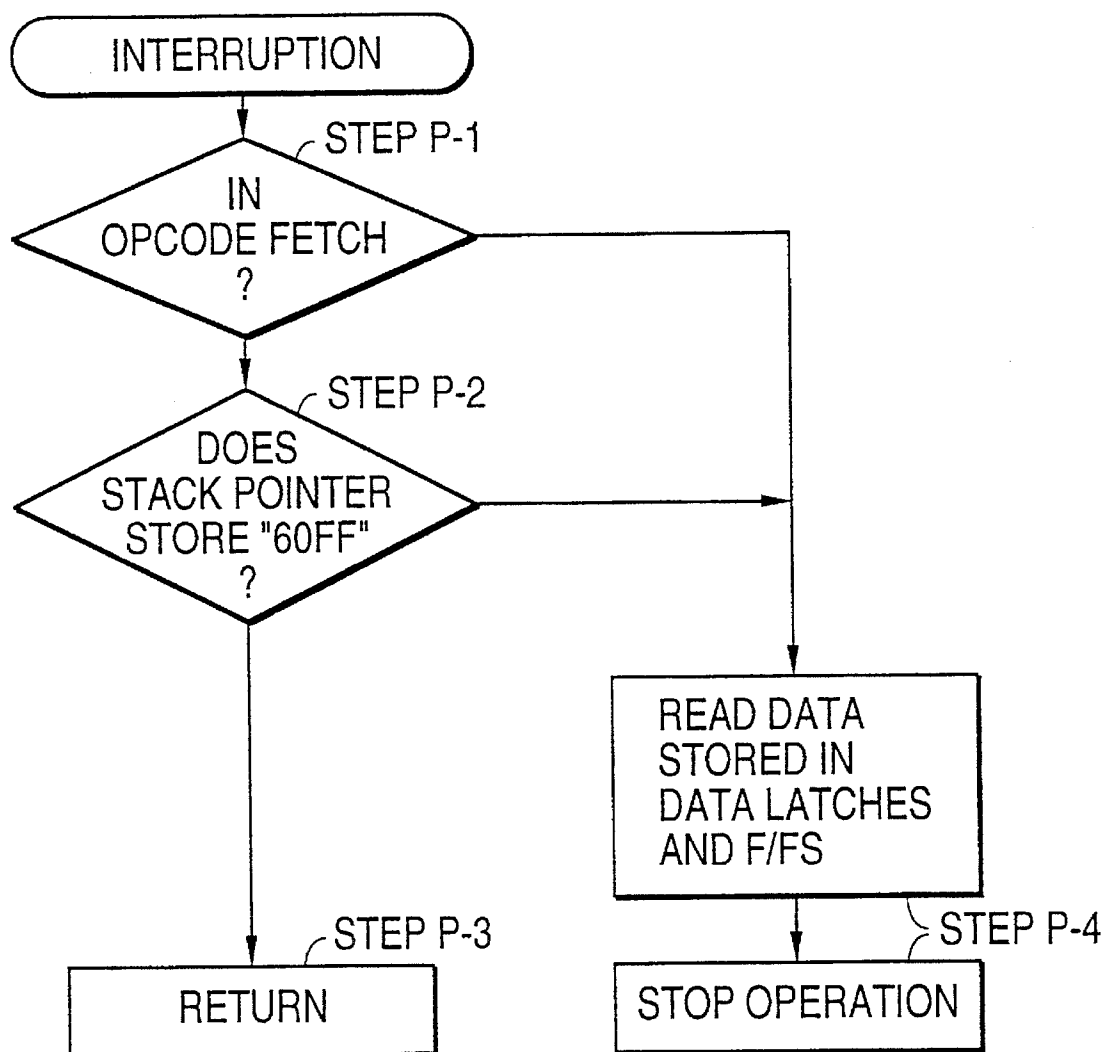 INTERRUPTION
STEP P-1
IN
OPCODE FETCH
?
STEP P-2
DOES
STACK POINTER
STORE "60FF"
?
READ DATA
STORED IN
DATA LATCHES
AND F/FS
STEP P-3
STEP P-4
RETURN
STOP OPERATION